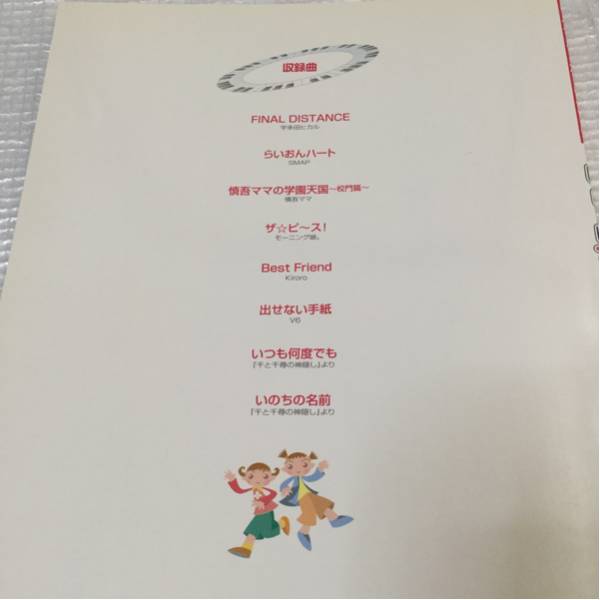 収録曲
FINAL DISTANCE
宇多田ヒカル
らいおんハート
SMAP
慎吾ママの学園天国〜校門篇〜
慎吾ママ
ザ☆ピ〜ス!
モーニング娘。
Best Friend
Kiroro
出せない手紙
V6
いつも何度でも
『千と千尋の神隠し』より
いのちの名前
『千と千尋の神隠し』より